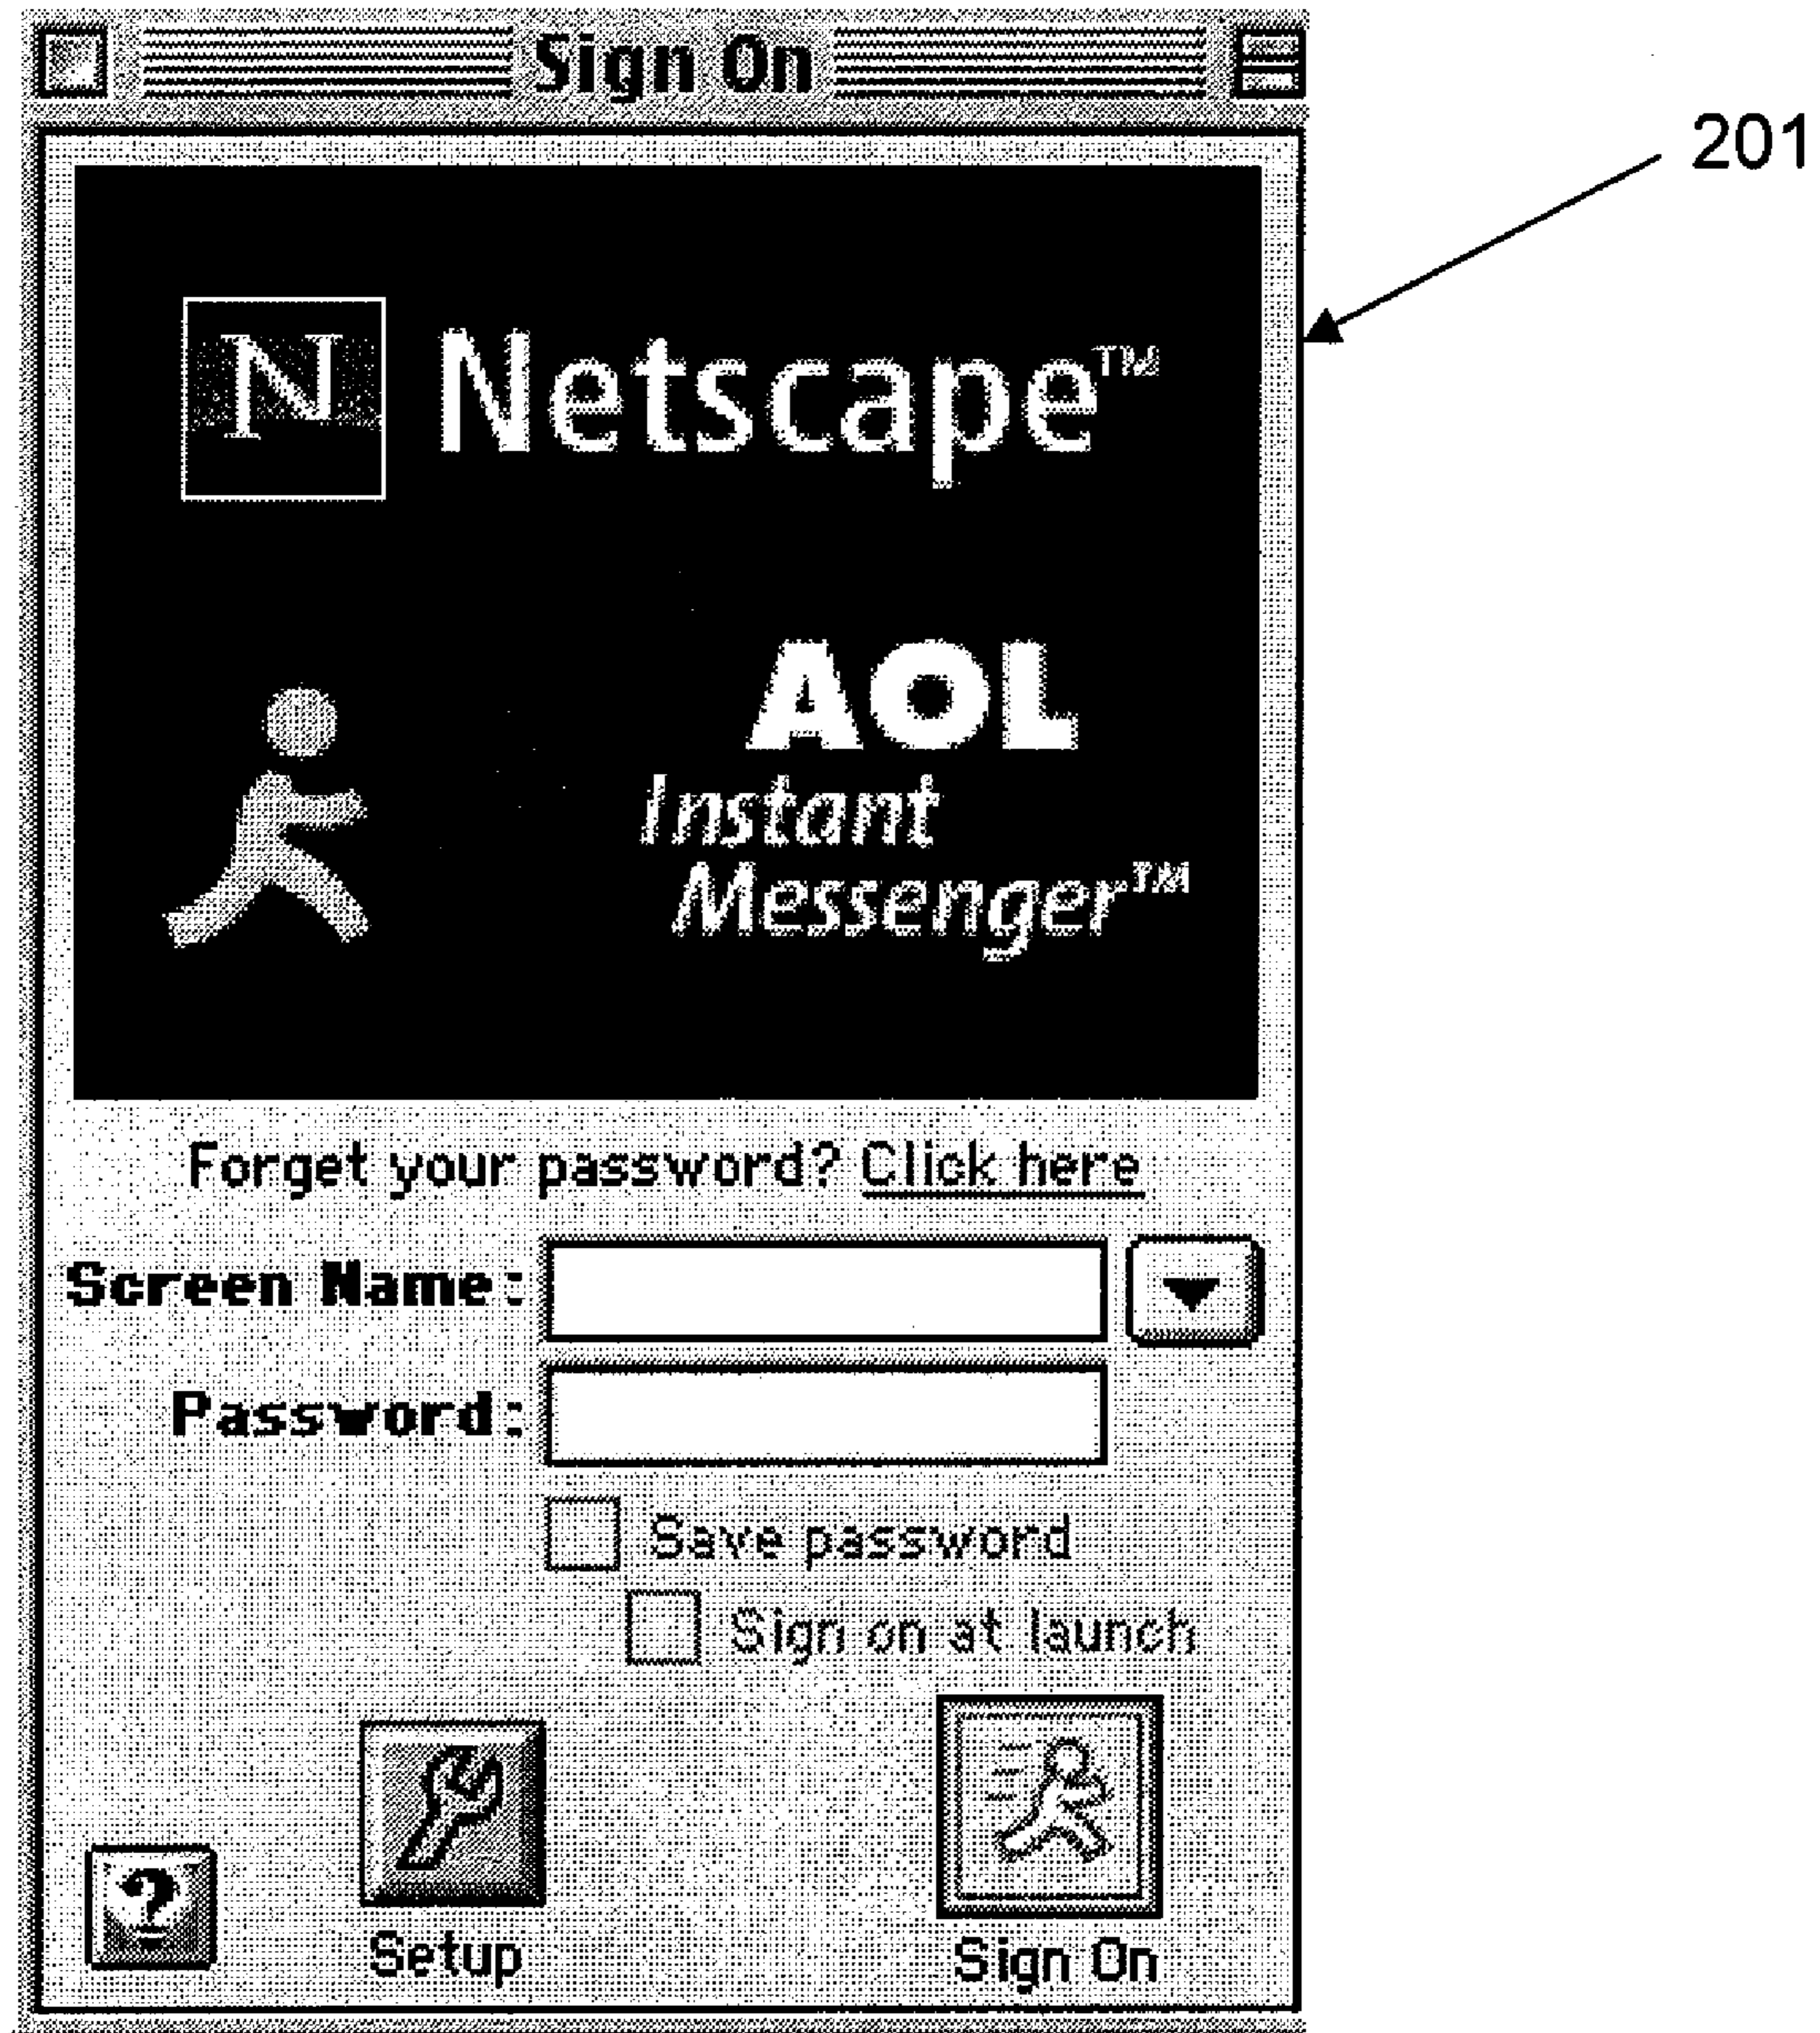 Sign On
201
N Netscape™
AOL
Instant
Messenger™
Forget your password? Click here
Screen Name:
Password:
Save password
Sign on at launch
?
Setup
Sign On